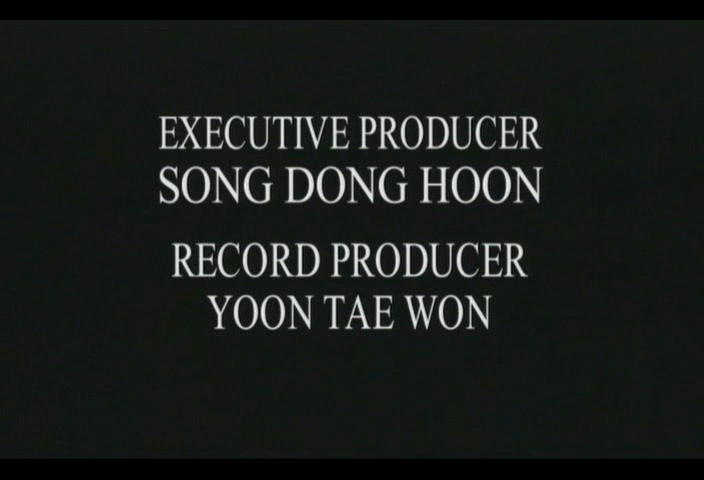 EXECUTIVE PRODUCER
SONG DONG HOON
RECORD PRODUCER
YOON TAE WON